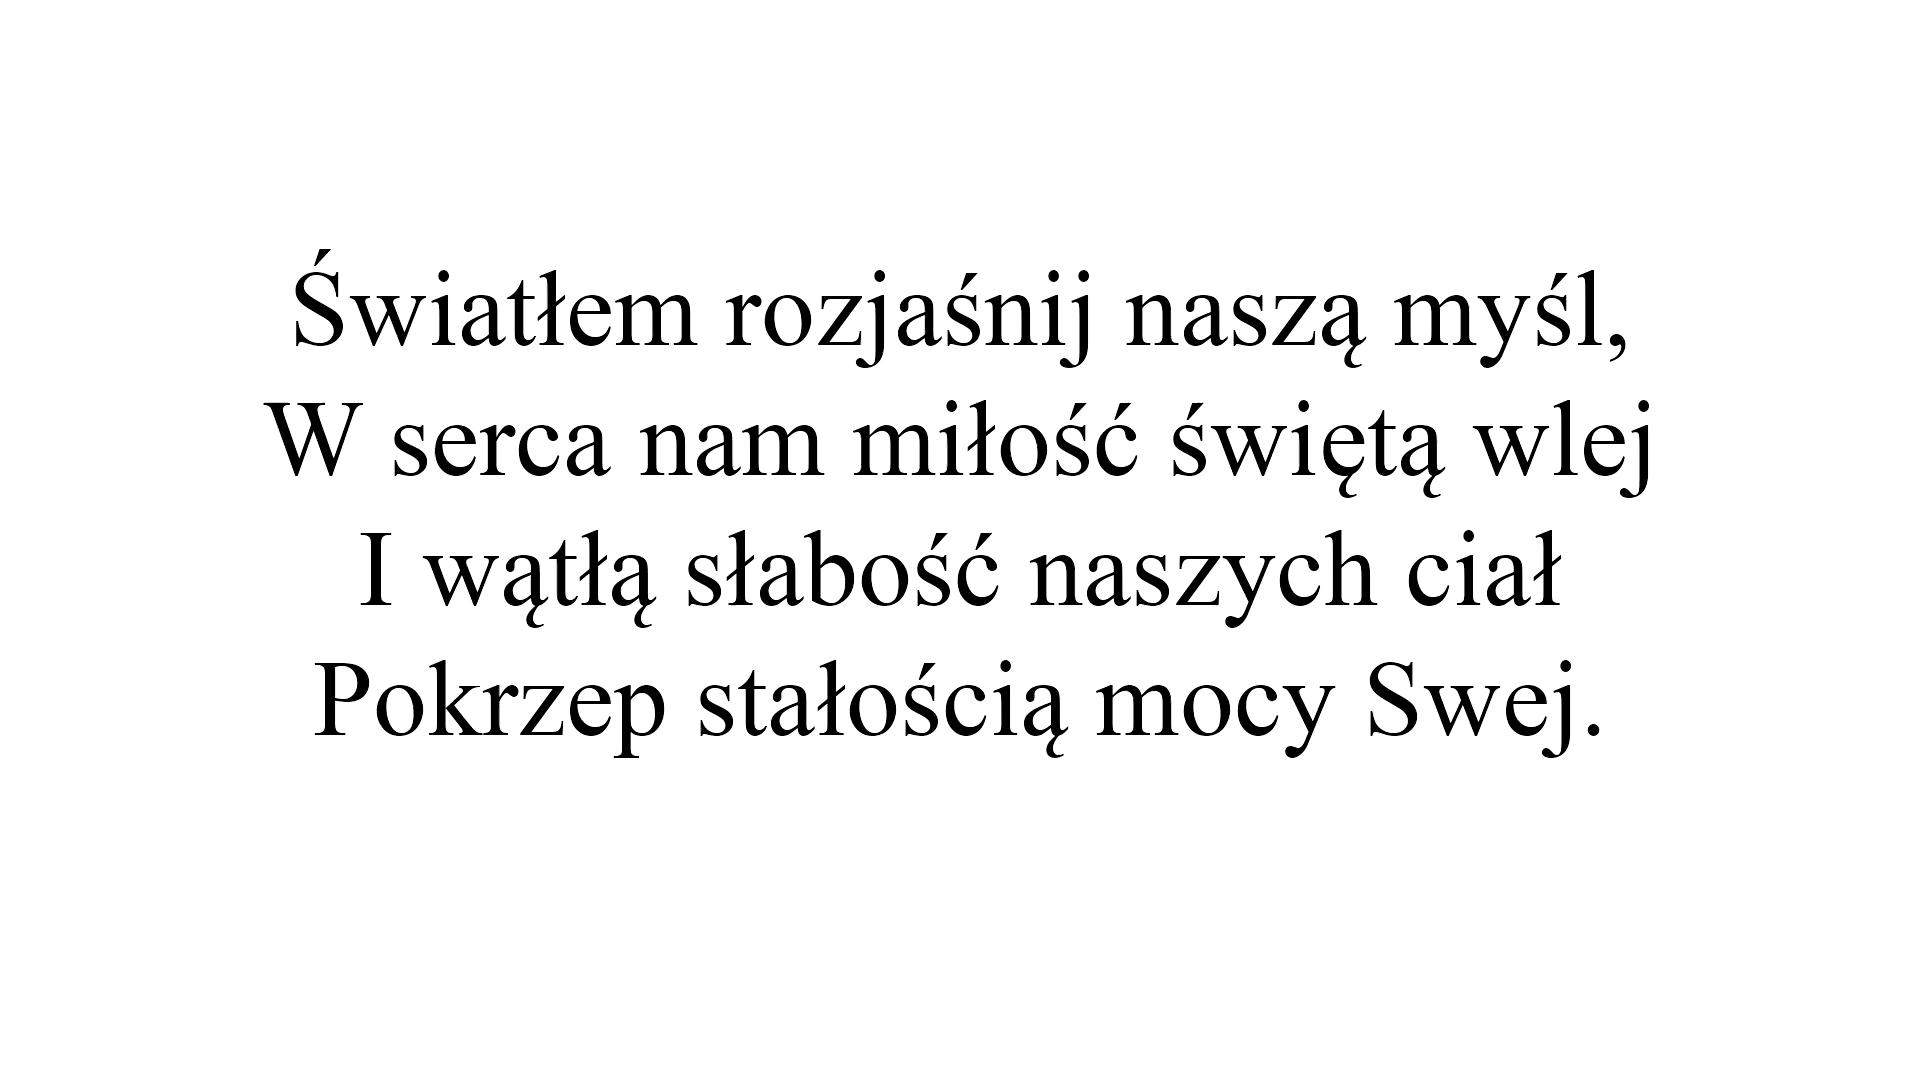 Światłem rozjaśnij naszą myśl,
W serca nam miłość świętą wlej
I wątłą słabość naszych ciał
Pokrzep stałością mocy Swej.